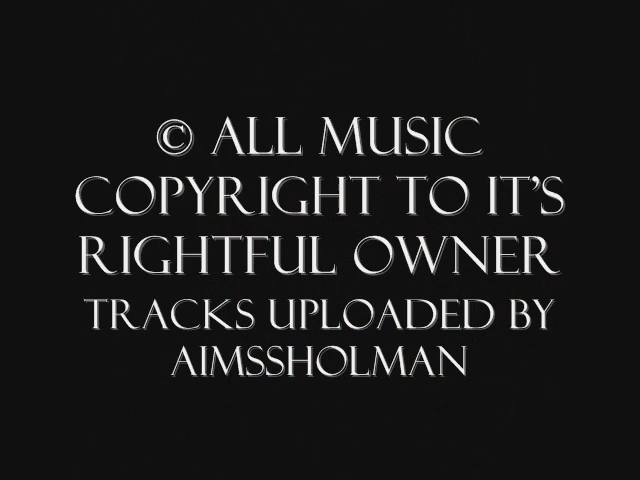 © ALL MUSIC
COPYRIGHT TO IT'S
RIGHTFUL OWNER
TRACKS UPLOADED BY
AIMSSHOLMAN